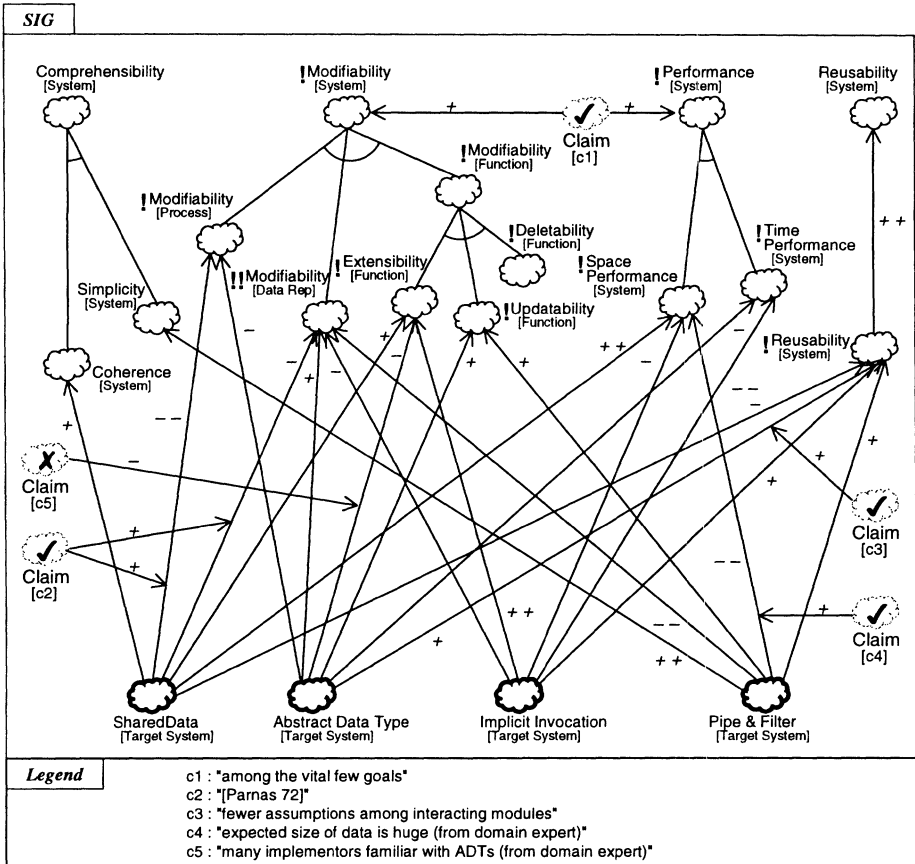 SIG
Comprehensibility
[System]
!Modifiability
[System]
!Performance
[System]
Reusability
[System]
+
+
Claim
[c1]
!Modifiability
[Function]
!Modifiability
[Process]
!Deletability
[Function]
!Time
Performance
[System]
++
!!Modifiability
[Data Rep]
!Extensibility
[Function]
!Space
Performance
[System]
Simplicity
[System]
!Updatability
[Function]
!Reusability
[System]
Coherence
[System]
- + ++ -
- - - + + -
+ -
+ -- -- -
+ + + +
Claim
[c5]
-
Claim
[c2]
+
+
Claim
[c3]
--
+
Claim
[c4]
++ --
+ ++
SharedData
[Target System]
Abstract Data Type
[Target System]
Implicit Invocation
[Target System]
Pipe & Filter
[Target System]
Legend
c1 : "among the vital few goals"
c2 : "[Parnas 72]"
c3 : "fewer assumptions among interacting modules"
c4 : "expected size of data is huge (from domain expert)"
c5 : "many implementors familiar with ADTs (from domain expert)"